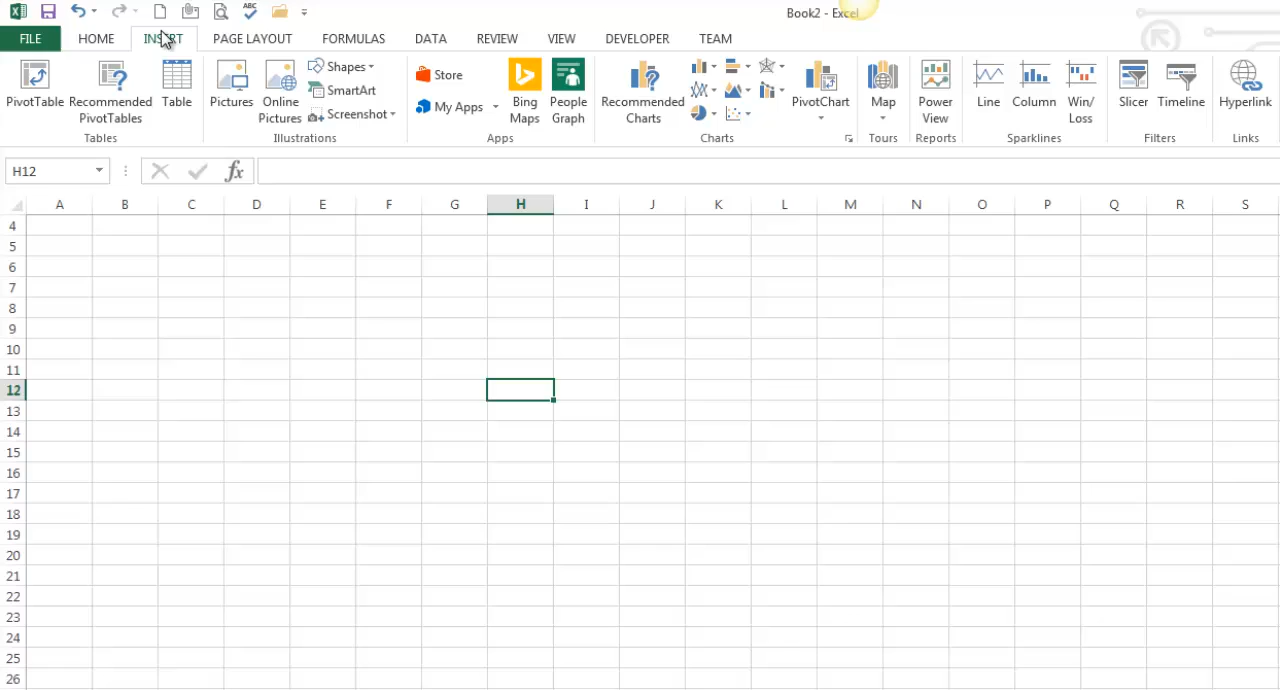 Book2 - Excel
FILE HOME INSERT PAGE LAYOUT FORMULAS DATA REVIEW VIEW DEVELOPER TEAM
PivotTable Recommended PivotTables Table
Pictures Online Pictures Shapes SmartArt Screenshot
Store My Apps Bing Maps People Graph
Recommended Charts PivotChart Map Power View
Line Column Win/ Loss Slicer Timeline Hyperlink
Tables Illustrations Apps Charts Tours Reports Sparklines Filters Links
H12 fx
A B C D E F G H I J K L M N O P Q R S
4
5
6
7
8
9
10
11
12
13
14
15
16
17
18
19
20
21
22
23
24
25
26